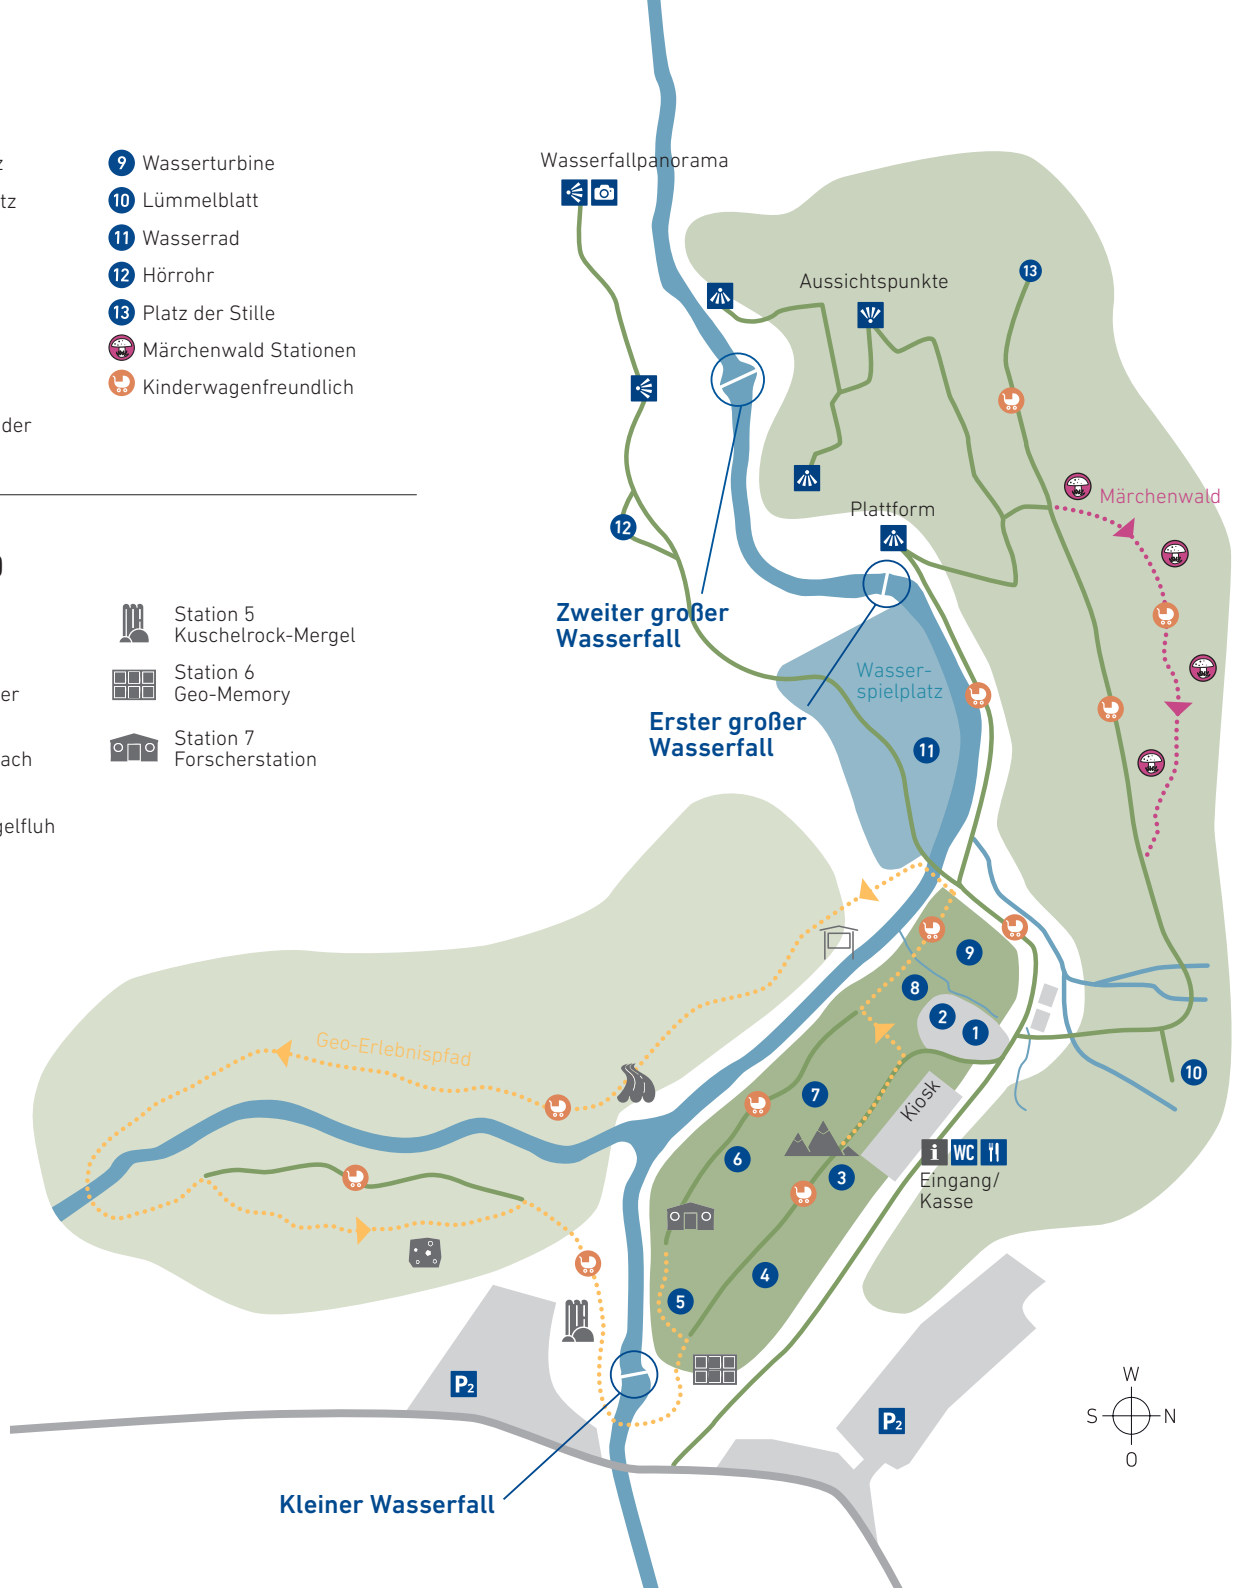 z
tz
der
9 Wasserturbine
10 Lümmelblatt
11 Wasserrad
12 Hörrohr
13 Platz der Stille
Märchenwald Stationen
Kinderwagenfreundlich
er
ach
gelfluh
Station 5
Kuschelrock-Mergel
Station 6
Geo-Memory
Station 7
Forscherstation
Wasserfallpanorama
Aussichtspunkte
13
Märchenwald
Plattform
12
Zweiter großer
Wasserfall
Wasser-
spielplatz
Erster großer
Wasserfall
11
9
8
2
1
Geo-Erlebnispfad
10
7
Kiosk
6
3
i WC
Eingang/
Kasse
4
5
P2
P2
W
S N
O
Kleiner Wasserfall